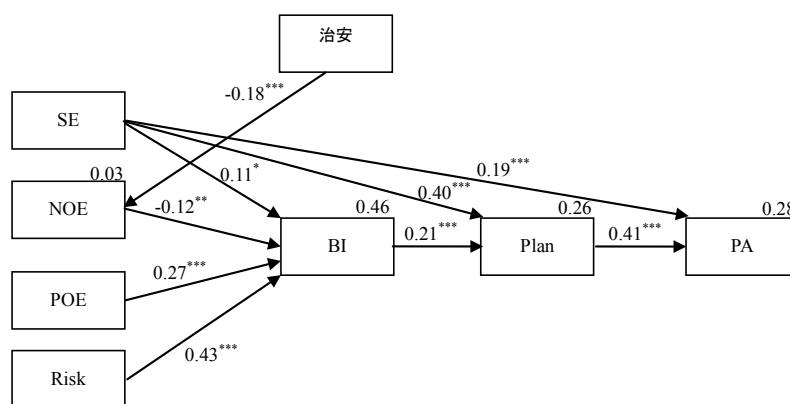 治安
-0.18***
SE
0.03
0.11*
0.40***
0.19***
NOE
-0.12**
0.46
0.26
0.28
BI
0.21***
Plan
0.41***
PA
POE
0.27***
Risk
0.43***